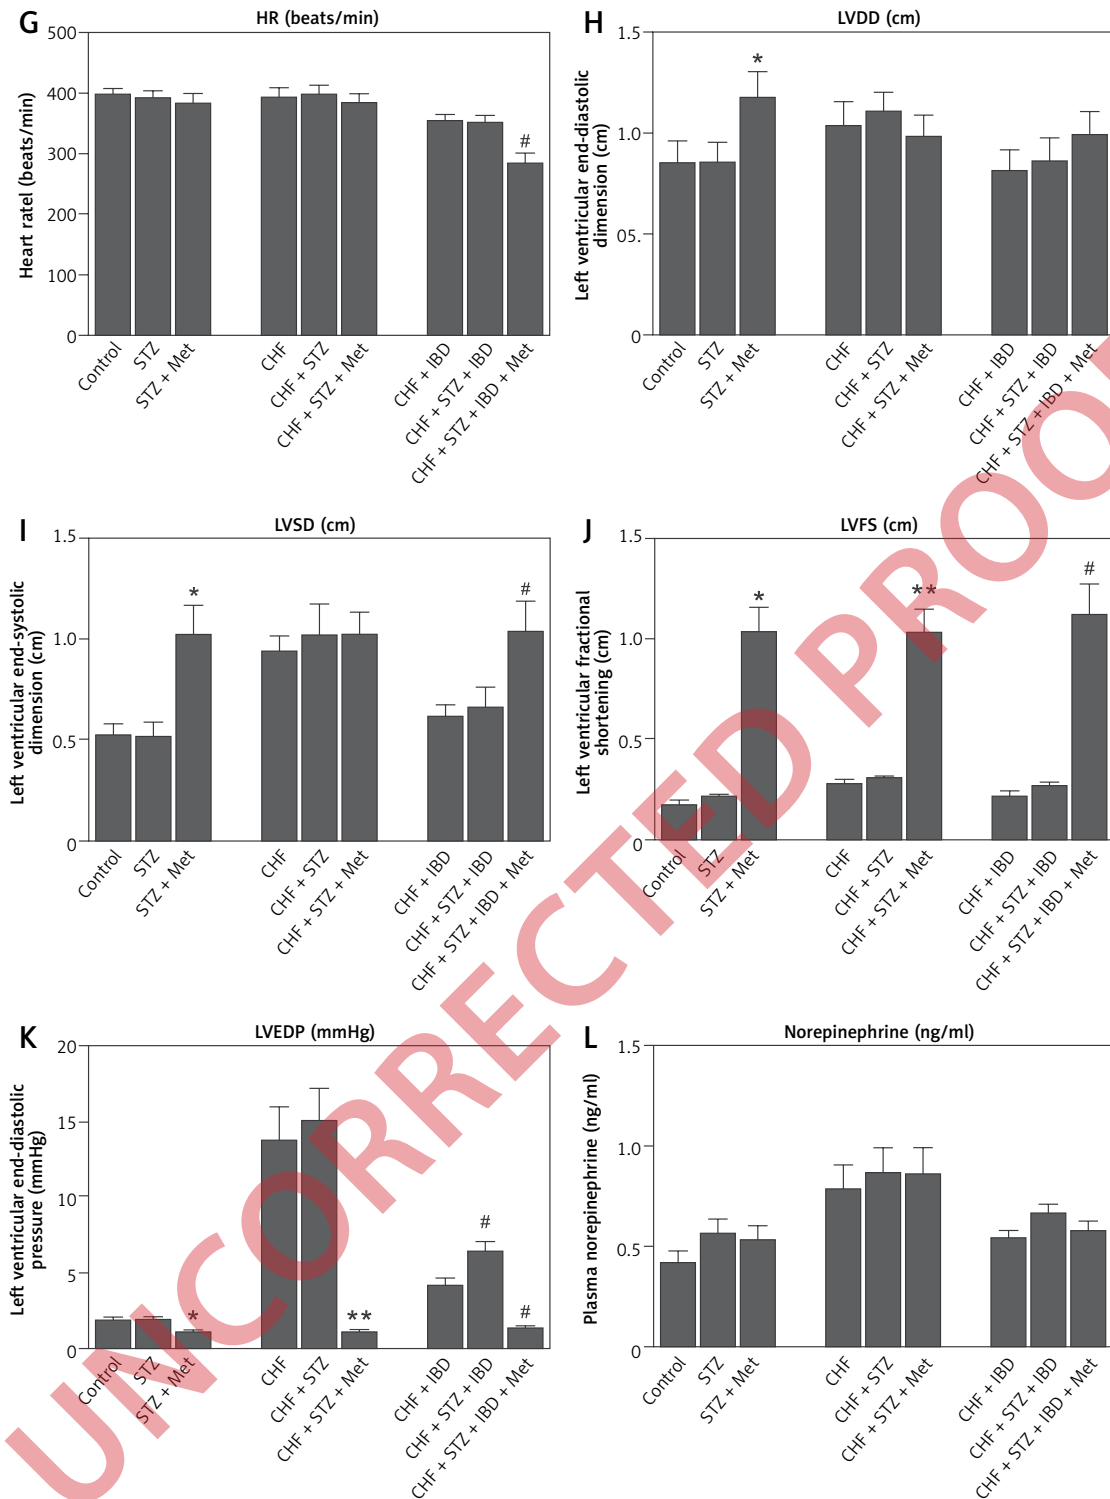 G
HR (beats/min)
Heart ratel (beats/min)
500
400
300
200
100
0
#
Control
STZ
STZ + Met
CHF
CHF + STZ
CHF + STZ + Met
CHF + IBD
CHF + STZ + IBD
CHF + STZ + IBD + Met
H
LVDD (cm)
Left ventricular end-diastolic
dimension (cm)
1.5
1.0
05.
0
*
Control
STZ
STZ + Met
CHF
CHF + STZ
CHF + STZ + Met
CHF + IBD
CHF + STZ + IBD
CHF + STZ + IBD + Met
I
LVSD (cm)
Left ventricular end-systolic
dimension (cm)
1.5
1.0
0.5
0
*
#
Control
STZ
STZ + Met
CHF
CHF + STZ
CHF + STZ + Met
CHF + IBD
CHF + STZ + IBD
CHF + STZ + IBD + Met
J
LVFS (cm)
Left ventricular fractional
shortening (cm)
1.5
1.0
0.5
0
*
**
#
Control
STZ
STZ + Met
CHF
CHF + STZ
CHF + STZ + Met
CHF + IBD
CHF + STZ + IBD
CHF + STZ + IBD + Met
K
LVEDP (mmHg)
Left ventricular end-diastolic
pressure (mmHg)
20
15
10
5
0
*
**
#
#
Control
STZ
STZ + Met
CHF
CHF + STZ
CHF + STZ + Met
CHF + IBD
CHF + STZ + IBD
CHF + STZ + IBD + Met
L
Norepinephrine (ng/ml)
Plasma norepinephrine (ng/ml)
1.5
1.0
0.5
0
Control
STZ
STZ + Met
CHF
CHF + STZ
CHF + STZ + Met
CHF + IBD
CHF + STZ + IBD
CHF + STZ + IBD + Met
UNCORRECTED PROO